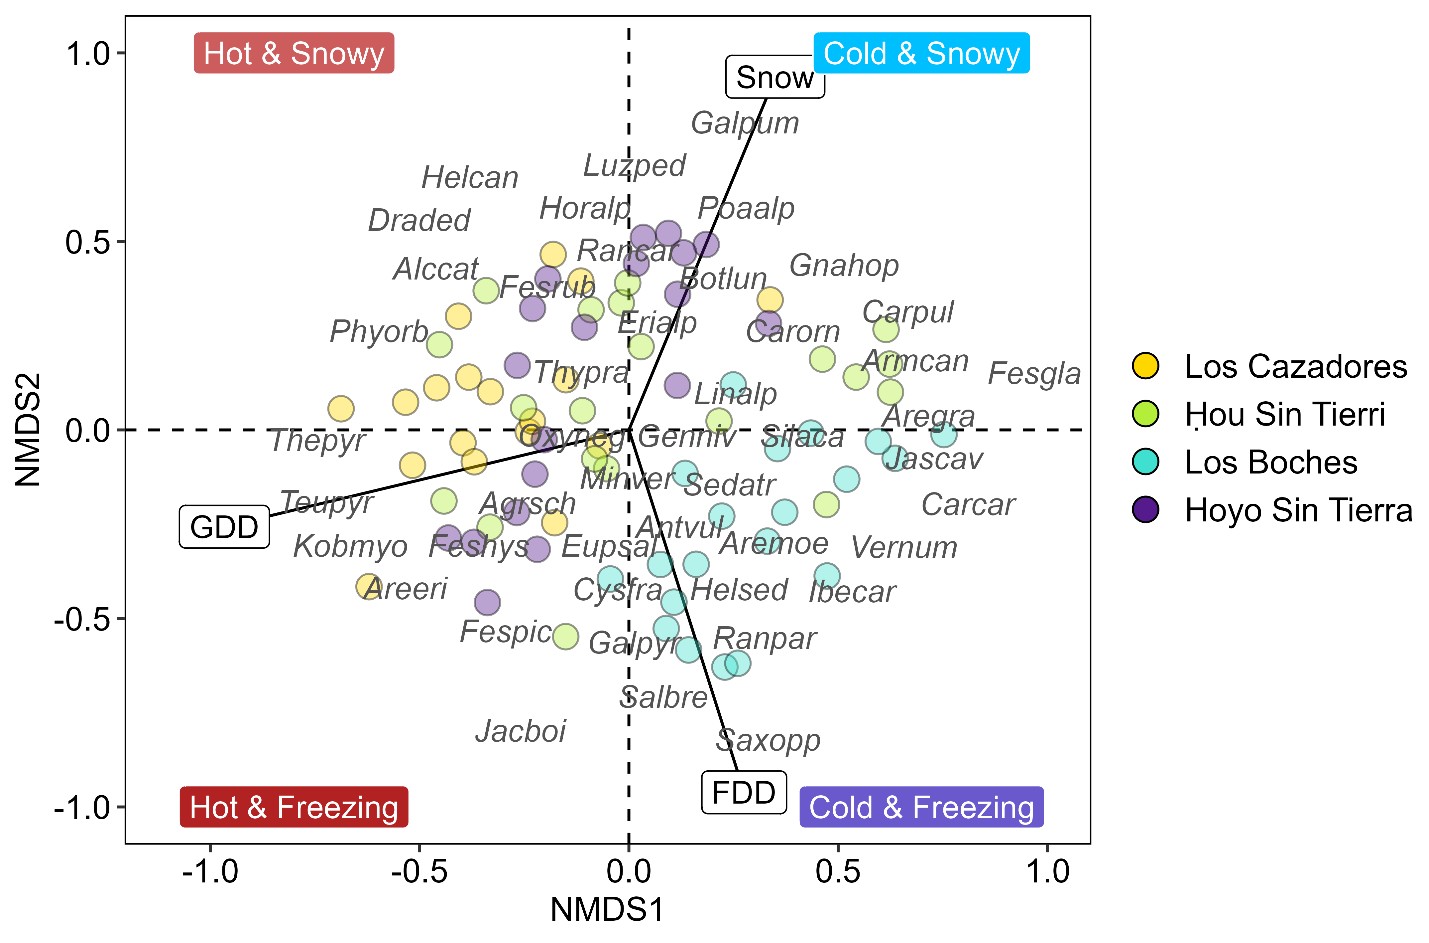 1.0
Hot & Snowy
Cold & Snowy
Snow
Galpum
Luzped
Helcan
Horalp
Poaalp
Draded
0.5
Rancar
Alccat
Gnahop
Botlun
Fesrub
Carpul
Phyorb
Erialp
Carorn
Armcan
Thypra
Fesgla
Linalp
Aregra
NMDS2
0.0
Thepyr
Oxyneg
Genniv
Silaca
Jascav
Minver
Sedatr
Teupyr
Agrsch
Carcar
GDD
Antvul
Kobmyo
Feshys
Eupsal
Aremoe
Vernum
Areeri
Cysfra
Helsed
Ibecar
-0.5
Fespic
Galpyr
Ranpar
Salbre
Jacboi
Saxopp
FDD
-1.0
Hot & Freezing
Cold & Freezing
-1.0
-0.5
0.0
0.5
1.0
NMDS1
Los Cazadores
Ḥou Sin Tierri
Los Boches
Hoyo Sin Tierra